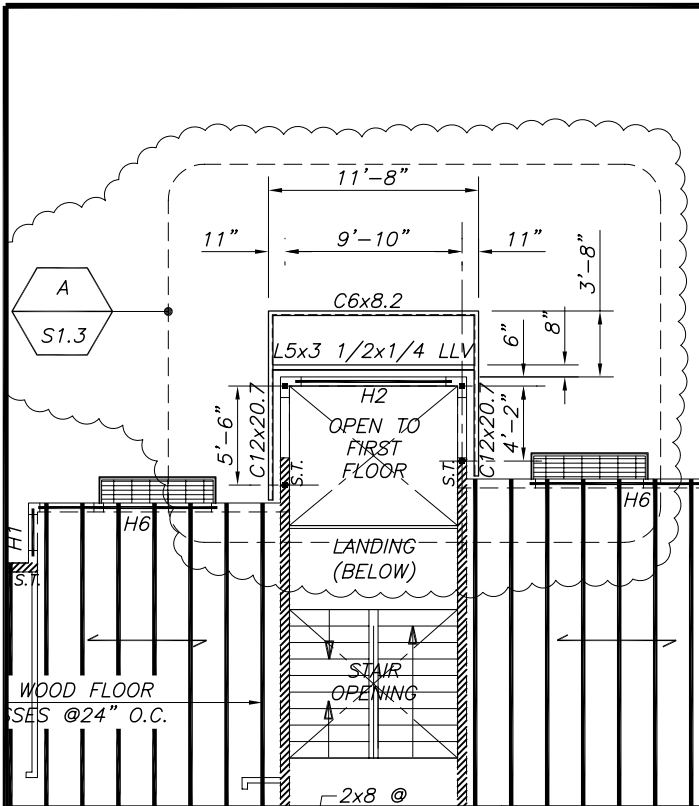 11'-8"
11"
9'-10"
11"
3'-8"
A
S1.3
C6x8.2
8"
6"
L5x3 1/2x1/4 LLV
H2
C12x20.7
C12x20.7
5'-6"
4'-2"
OPEN TO
FIRST
FLOOR
S.T.
S.T.
H6
H6
H1
LANDING
(BELOW)
S.T.
STAIR
OPENING
WOOD FLOOR
SSES @24" O.C.
2x8 @